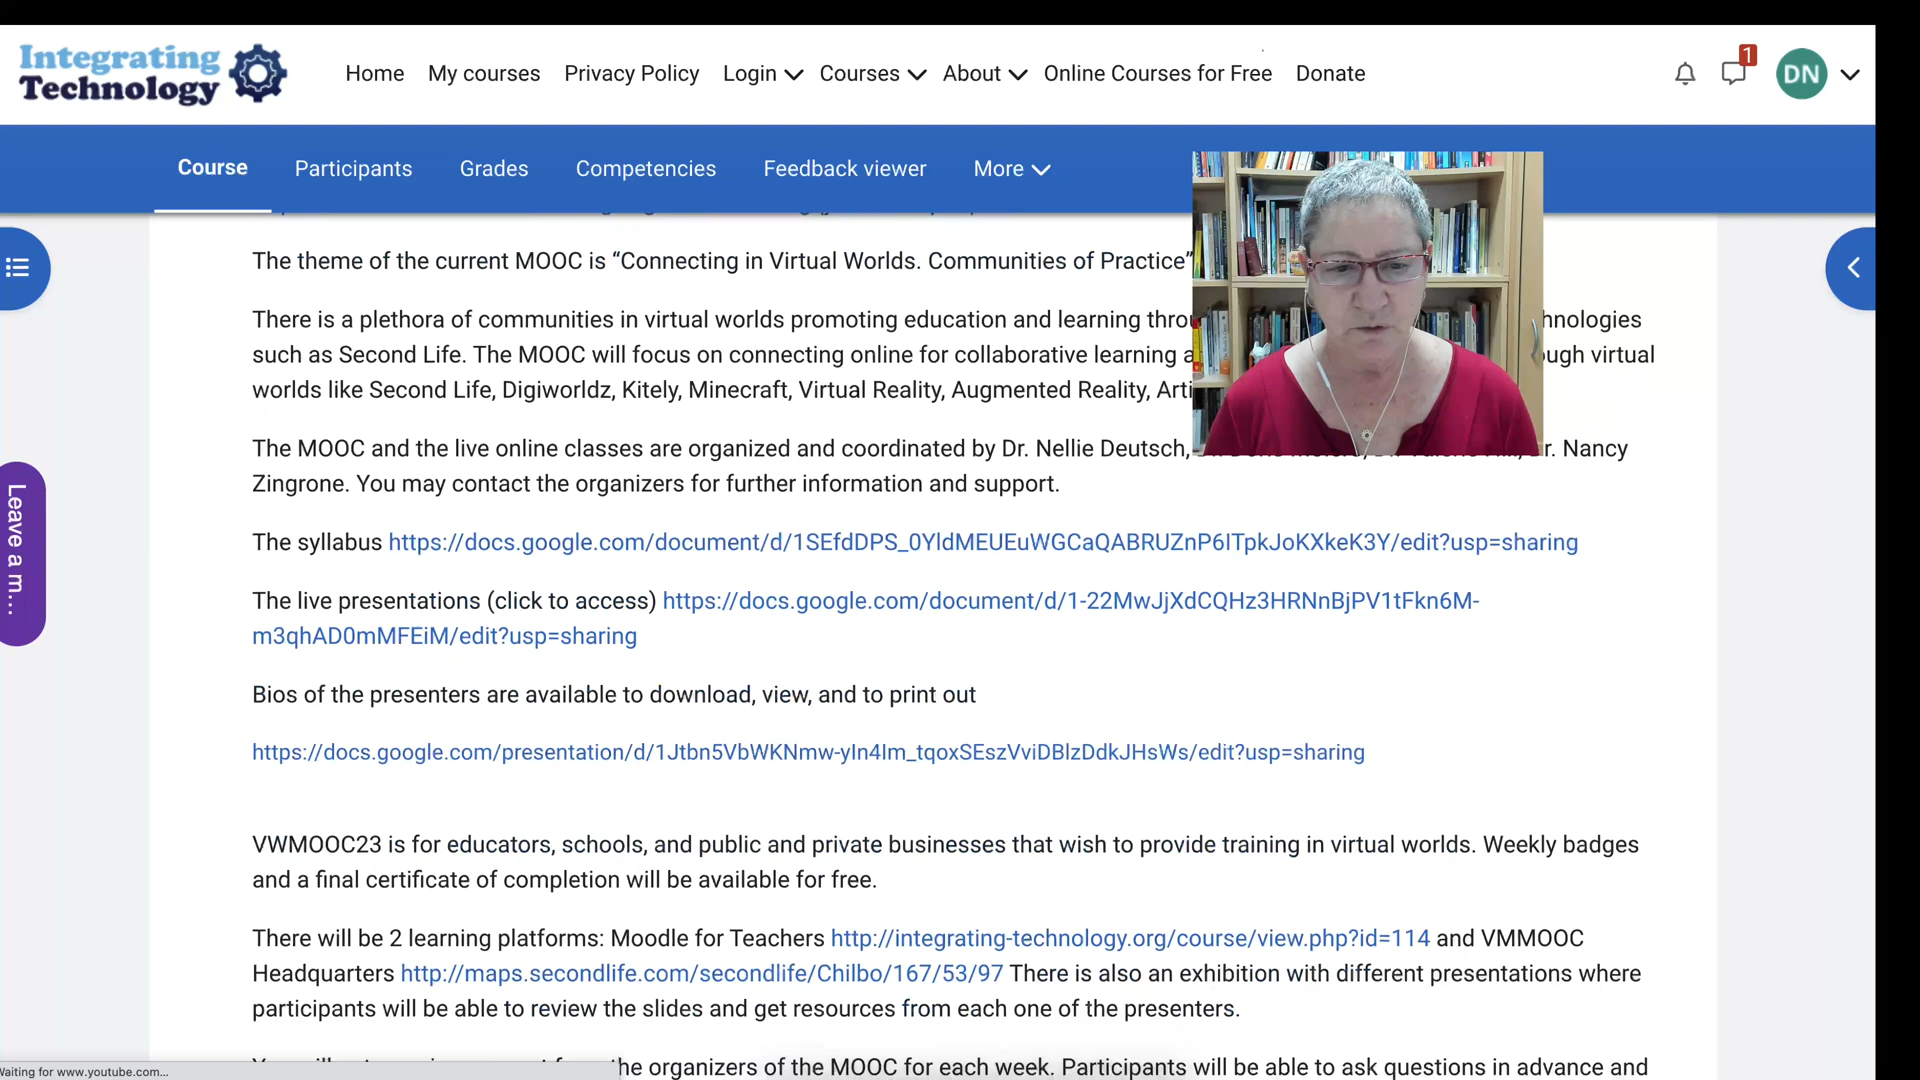 Integrating
Technology
Home My courses Privacy Policy Login Courses About Online Courses for Free Donate
1
DN
Course Participants Grades Competencies Feedback viewer More
The theme of the current MOOC is “Connecting in Virtual Worlds. Communities of Practice”
There is a plethora of communities in virtual worlds promoting education and learning
such as Second Life. The MOOC will focus on connecting online for collaborative learning virtual
worlds like Second Life, Digiworldz, Kitely, Minecraft, Virtual Reality, Augmented Reality,
The MOOC and the live online classes are organized and coordinated by Dr. Nellie Deutsch, Nancy
Zingrone. You may contact the organizers for further information and support.
The syllabus https://docs.google.com/document/d/1SEfdDPS_0YldMEUEuWGCaQABRUZnP6ITpkJoKXkeK3Y/edit?usp=sharing
The live presentations (click to access) https://docs.google.com/document/d/1-22MwJjXdCQHz3HRNnBjPV1tFkn6M-
m3qhAD0mMFEiM/edit?usp=sharing
Bios of the presenters are available to download, view, and to print out
https://docs.google.com/presentation/d/1Jtbn5VbWKNmw-yIn4Im_tqoxSEszVviDBlzDdkJHsWs/edit?usp=sharing
VWMOOC23 is for educators, schools, and public and private businesses that wish to provide training in virtual worlds. Weekly badges
and a final certificate of completion will be available for free.
There will be 2 learning platforms: Moodle for Teachers http://integrating-technology.org/course/view.php?id=114 and VMMOOC
Headquarters http://maps.secondlife.com/secondlife/Chilbo/167/53/97 There is also an exhibition with different presentations where
participants will be able to review the slides and get resources from each one of the presenters.
the organizers of the MOOC for each week. Participants will be able to ask questions in advance and
Leave a m...
Waiting for www.youtube.com...